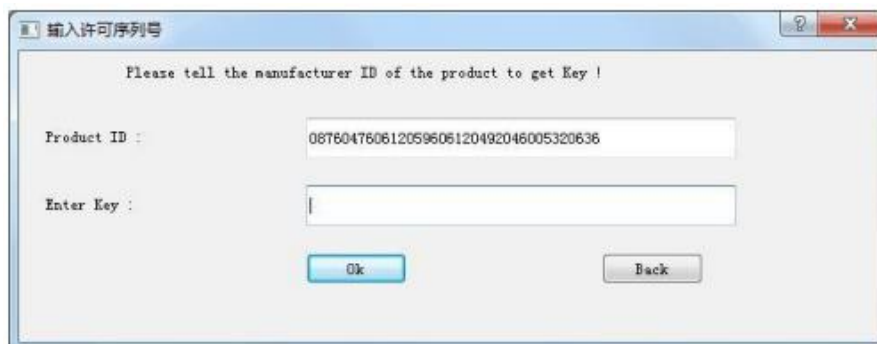 输入许可序列号
Please tell the manufacturer ID of the product to get Key !
Product ID :
087604760612059606120492046005320636
Enter Key :
Ok
Back